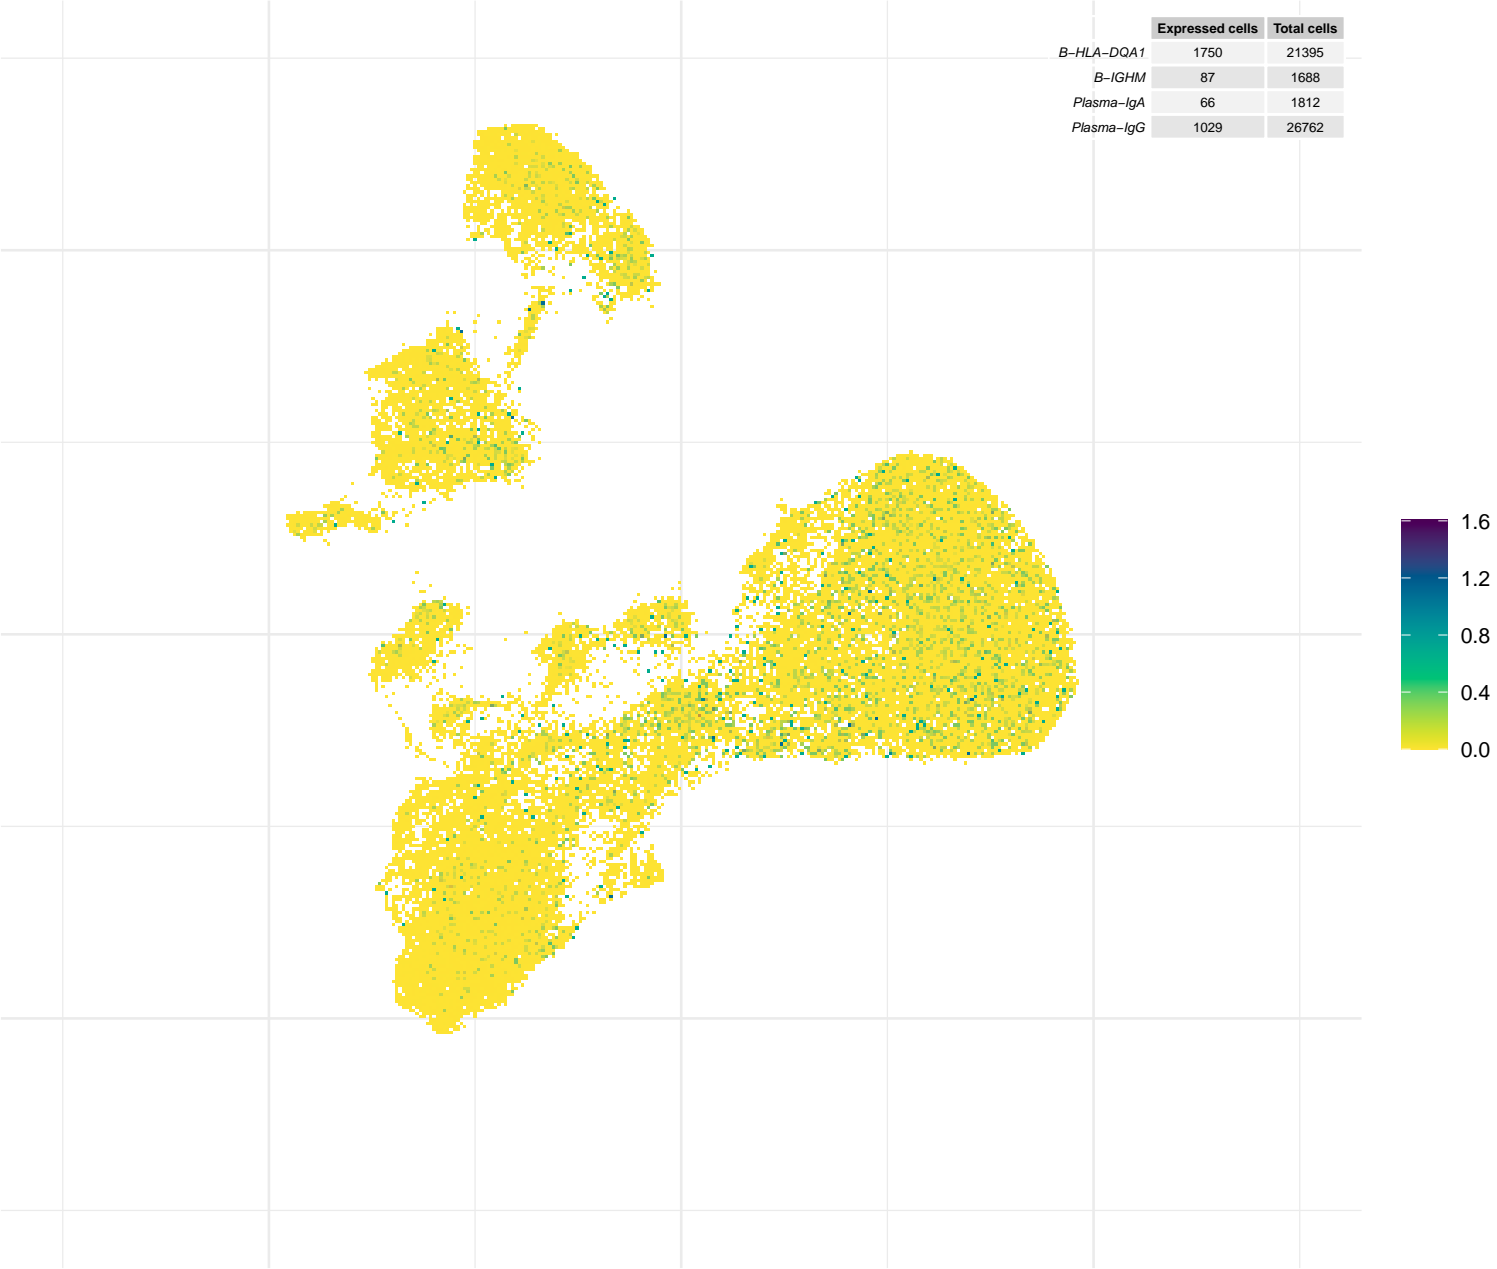 Expressed cells Total cells
B−HLA−DQA1 1750 21395
B−IGHM 87 1688
Plasma−IgA 66 1812
Plasma−IgG 1029 26762
1.6
1.2
0.8
0.4
0.0